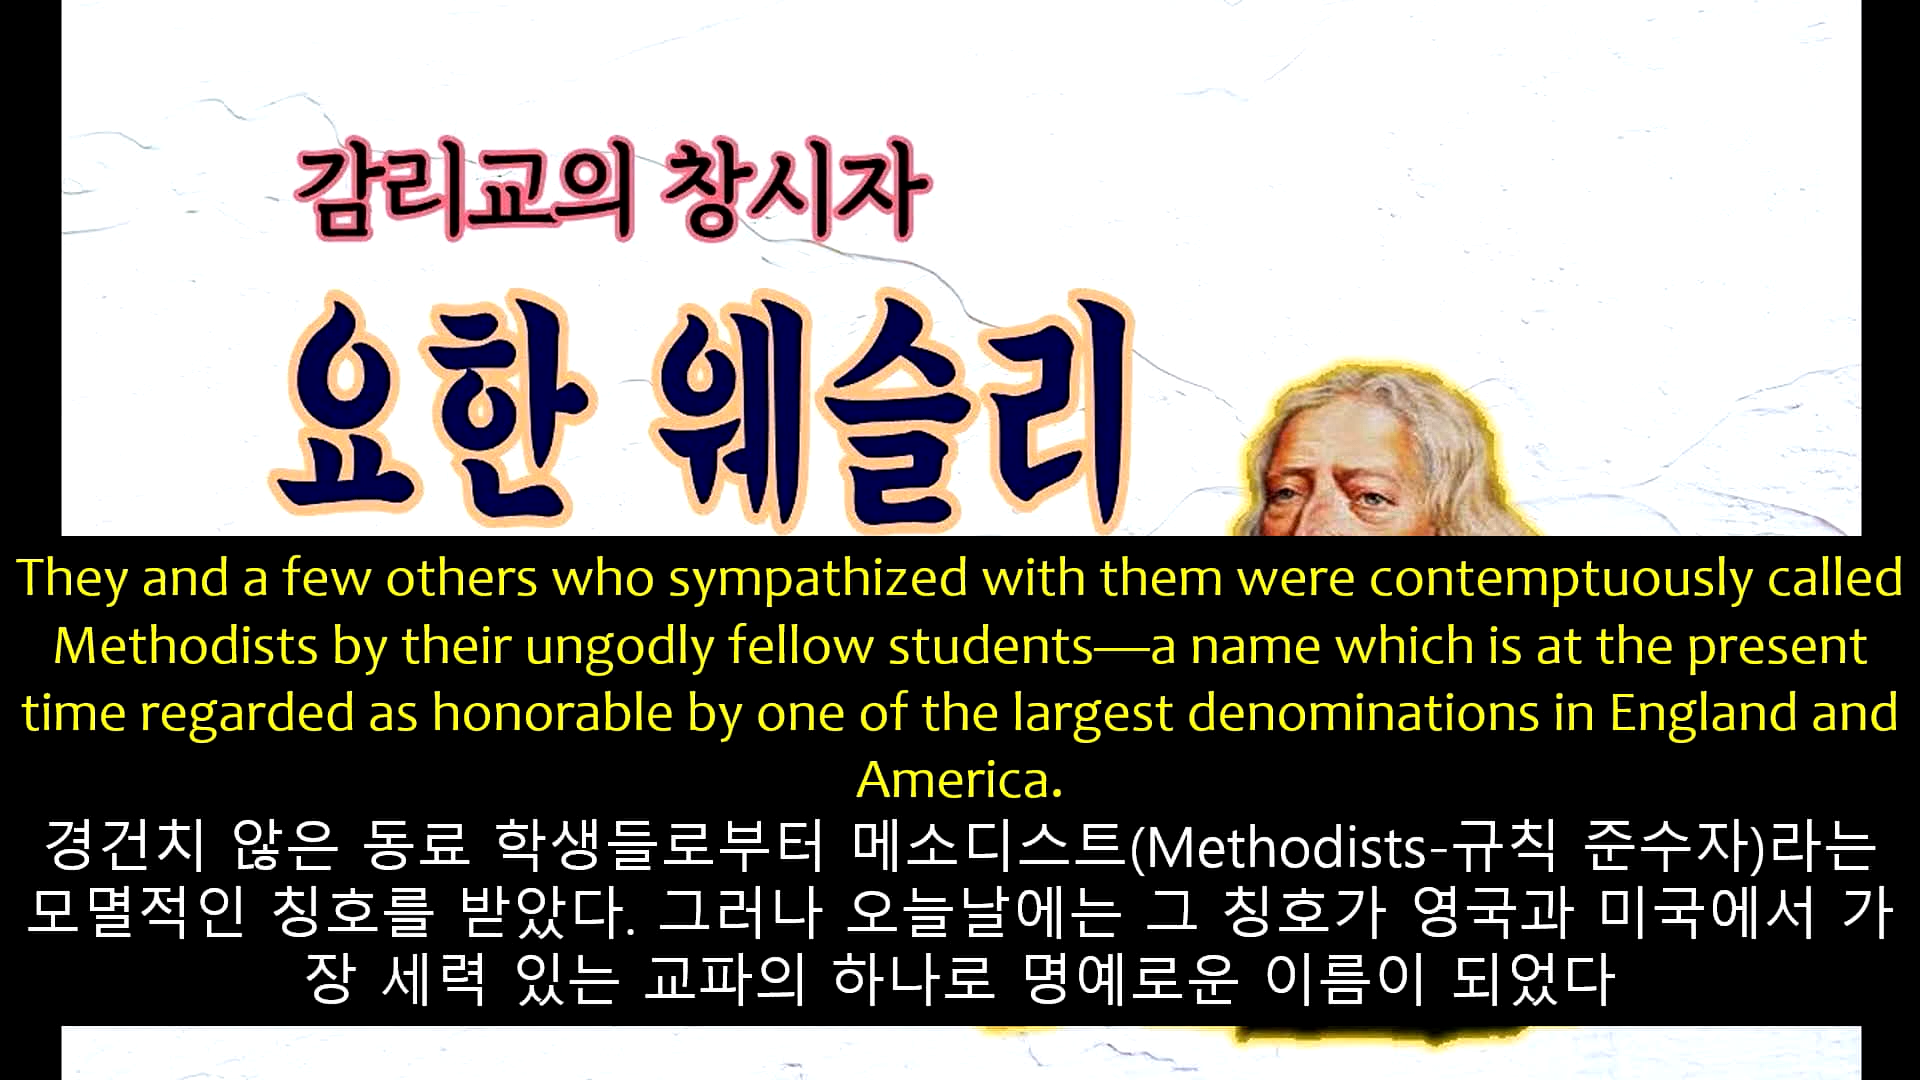 감리교의 창시자
요한 웨슬리
They and a few others who sympathized with them were contemptuously called
Methodists by their ungodly fellow students—a name which is at the present
time regarded as honorable by one of the largest denominations in England and
America.
경건치 않은 동료 학생들로부터 메소디스트(Methodists-규칙 준수자)라는
모멸적인 칭호를 받았다. 그러나 오늘날에는 그 칭호가 영국과 미국에서 가
장 세력 있는 교파의 하나로 명예로운 이름이 되었다